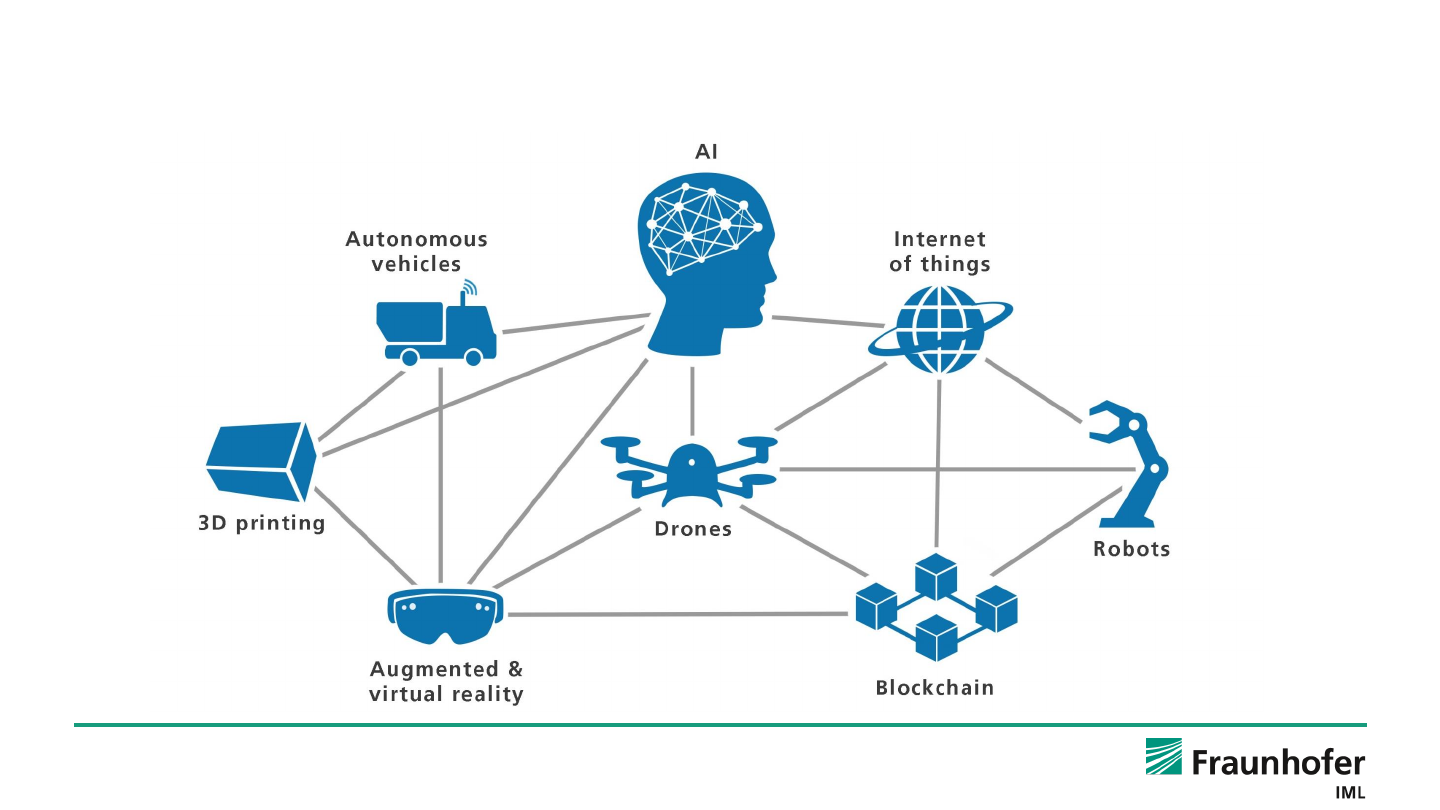 AI
Autonomous
vehicles
Internet
of things
3D printing
Drones
Robots
Augmented &
virtual reality
Blockchain
Fraunhofer
IML